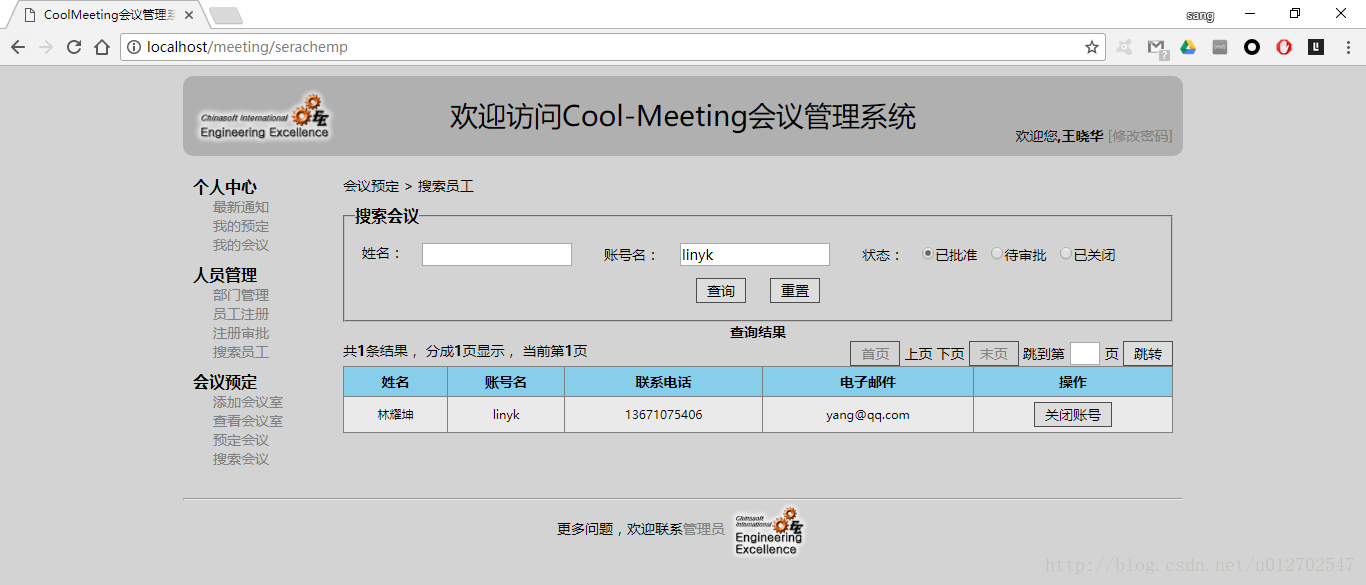 CoolMeeting会议管理系
sang
localhost/meeting/serachemp
Chinasoft International
Engineering Excellence
欢迎访问Cool-Meeting会议管理系统
欢迎您,王晓华 [修改密码]
个人中心
最新通知
我的预定
我的会议
人员管理
部门管理
员工注册
注册审批
搜索员工
会议预定
添加会议室
查看会议室
预定会议
搜索会议
会议预定 > 搜索员工
搜索会议
姓名： 账号名： linyk 状态： 已批准 待审批 已关闭
查询 重置
查询结果
共1条结果，分成1页显示，当前第1页 首页 上页 下页 末页 跳到第 页 跳转
姓名 账号名 联系电话 电子邮件 操作
林耀坤 linyk 13671075406 yang@qq.com 关闭账号
更多问题，欢迎联系管理员
Chinasoft
International
Engineering
Excellence
http://blog.csdn.net/u012702547